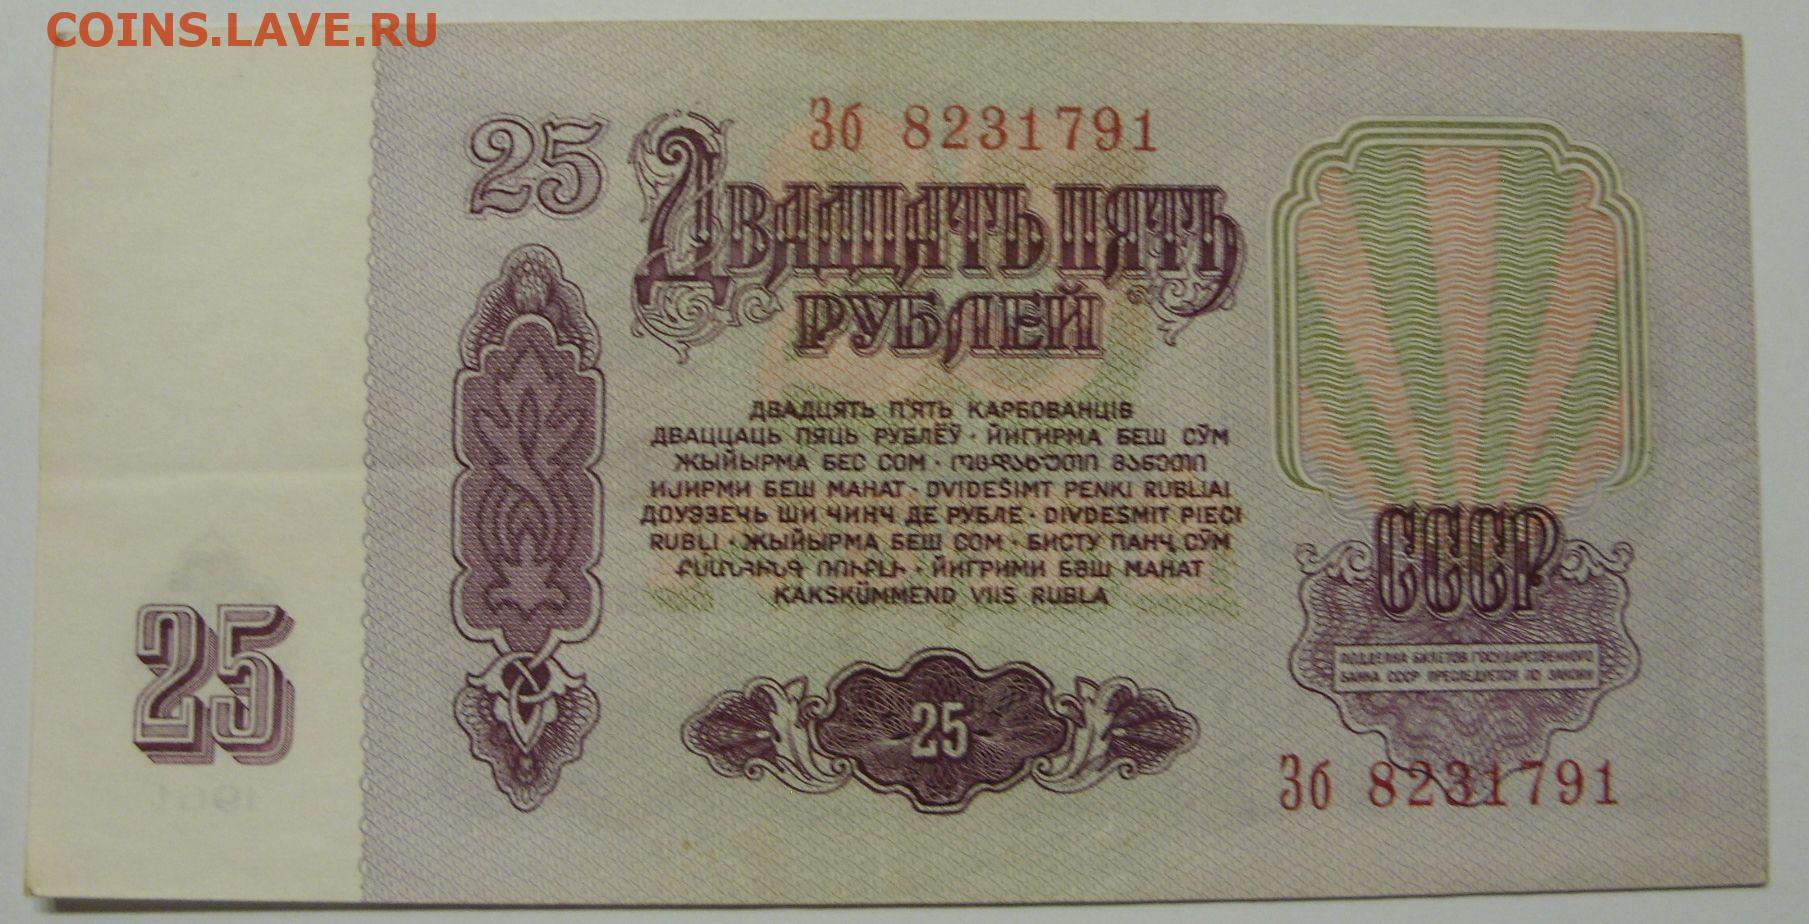 COINS.LAVE.RU
Зб 8231791
25
ДВАДЦАТЬ ПЯТЬ
РУБЛЕЙ
ДВАДЦЯТЬ П'ЯТЬ КАРБОВАНЦІВ
ДВАЦЦАЦЬ ПЯЦЬ РУБЛЁЎ · ЙИГИРМА БЕШ СЎМ
ЖЫЙЫРМА БЕС СОМ · ᲝᲪᲓᲐᲮᲣᲗᲘ ᲛᲐᲜᲔᲗᲘ
ИЈИРМИ БЕШ МАНАТ · DVIDEŠIMT PENKI RUBLIAI
ДОУЭЗЕЧЬ ШИ ЧИНЧ ДЕ РУБЛЕ · DIVDESMIT PIECI
RUBĻI · ЖЫЙЫРМА БЕШ СОМ · БИСТУ ПАНҶ СЎМ
ՔՍԱՆՀԻՆԳ ՌՈՒԲԼԻ · ЙИГРИМИ БӘШ МАНАТ
KAKSKÜMMEND VIIS RUBLA
СССР
ПОДДЕЛКА БИЛЕТОВ ГОСУДАРСТВЕННОГО
БАНКА СССР ПРЕСЛЕДУЕТСЯ ПО ЗАКОНУ
25
25
Зб 8231791